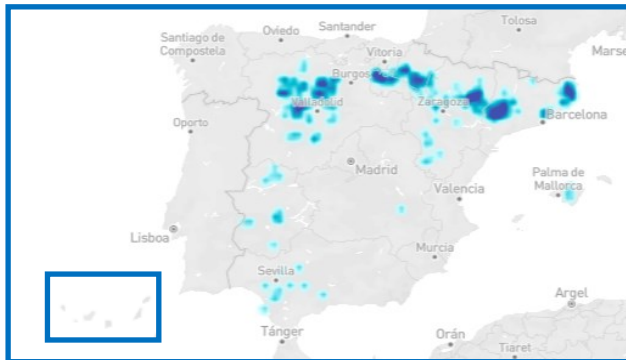 Tolosa
Santander
Oviedo
Santiago de
Compostela
Vitoria
Marse
Burgos
Valladolid
Zaragoza
Barcelona
Oporto
Madrid
Palma de
Mallorca
Valencia
Lisboa
Murcia
Sevilla
Argel
Tánger
Orán
Tiaret